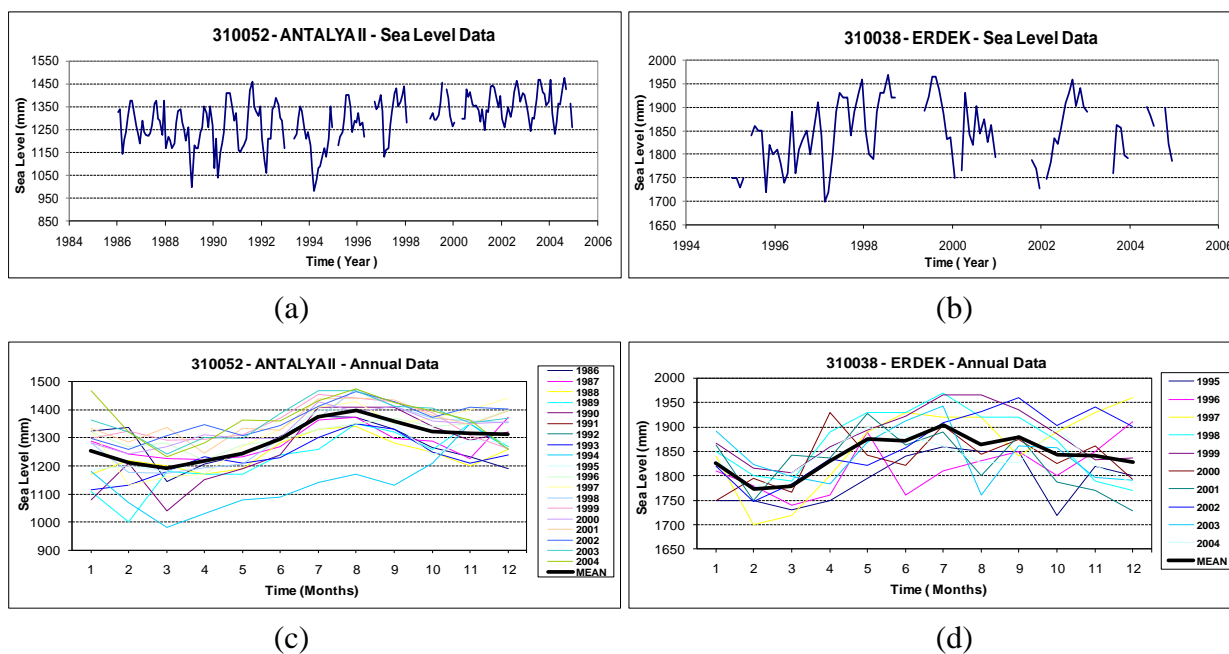 310052 - ANTALYA II - Sea Level Data
Sea Level (mm)
1550
1450
1350
1250
1150
1050
950
850
1984 1986 1988 1990 1992 1994 1996 1998 2000 2002 2004 2006
Time ( Year )
(a)
310038 - ERDEK - Sea Level Data
Sea Level (mm)
2000
1950
1900
1850
1800
1750
1700
1650
1994 1996 1998 2000 2002 2004 2006
Time ( Year )
(b)
310052 - ANTALYA II - Annual Data
Sea Level (mm)
1500
1400
1300
1200
1100
1000
900
1 2 3 4 5 6 7 8 9 10 11 12
Time (Months)
1986
1987
1988
1989
1990
1991
1992
1993
1994
1995
1996
1997
1998
1999
2000
2001
2002
2003
2004
MEAN
(c)
310038 - ERDEK - Annual Data
Sea Level (mm)
2000
1950
1900
1850
1800
1750
1700
1650
1 2 3 4 5 6 7 8 9 10 11 12
Time ( Months)
1995
1996
1997
1998
1999
2000
2001
2002
2003
2004
MEAN
(d)